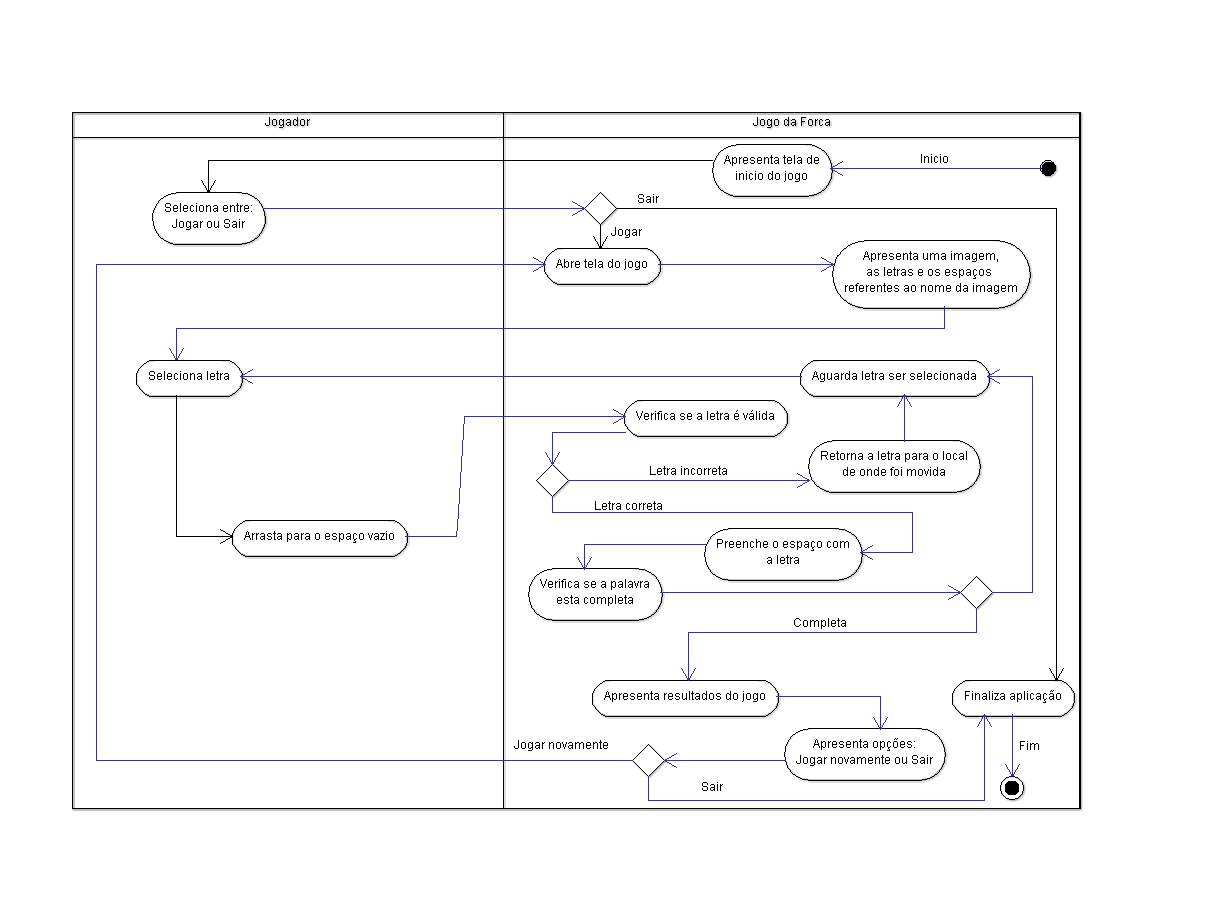 Jogador
Jogo da Forca
Apresenta tela de
inicio do jogo
Inicio
Seleciona entre:
Jogar ou Sair
Sair
Jogar
Abre tela do jogo
Apresenta uma imagem,
as letras e os espaços
referentes ao nome da imagem
Seleciona letra
Aguarda letra ser selecionada
Verifica se a letra é válida
Letra incorreta
Retorna a letra para o local
de onde foi movida
Letra correta
Arrasta para o espaço vazio
Preenche o espaço com
a letra
Verifica se a palavra
esta completa
Completa
Apresenta resultados do jogo
Finaliza aplicação
Jogar novamente
Apresenta opções:
Jogar novamente ou Sair
Fim
Sair